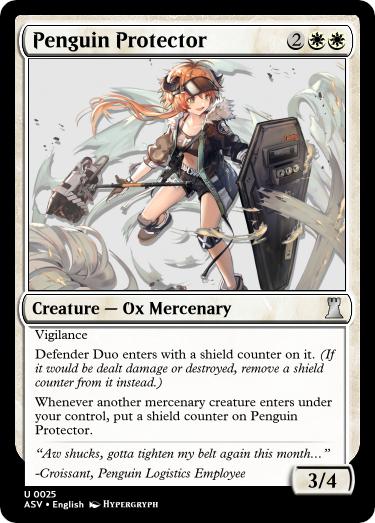 Penguin Protector 2
Creature — Ox Mercenary
Vigilance
Defender Duo enters with a shield counter on it. (If
it would be dealt damage or destroyed, remove a shield
counter from it instead.)
Whenever another mercenary creature enters under
your control, put a shield counter on Penguin
Protector.
“Aw shucks, gotta tighten my belt again this month…”
-Croissant, Penguin Logistics Employee
3/4
U 0025
ASV • English HYPERGRYPH